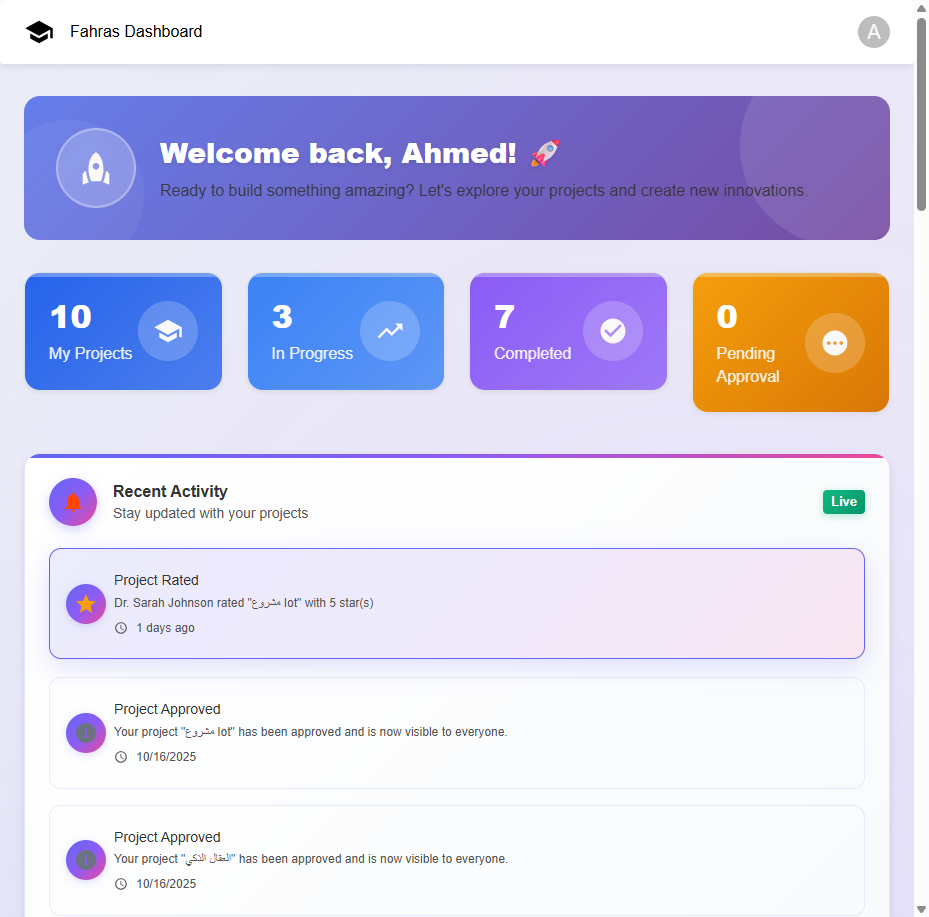 Fahras Dashboard
A
Welcome back, Ahmed! 🚀
Ready to build something amazing? Let's explore your projects and create new innovations.
10
My Projects
3
In Progress
7
Completed
0
Pending
Approval
Recent Activity
Stay updated with your projects
Live
Project Rated
Dr. Sarah Johnson rated "مشروع Iot" with 5 star(s)
1 days ago
Project Approved
Your project "مشروع Iot" has been approved and is now visible to everyone.
10/16/2025
Project Approved
Your project "العقال الذكي" has been approved and is now visible to everyone.
10/16/2025